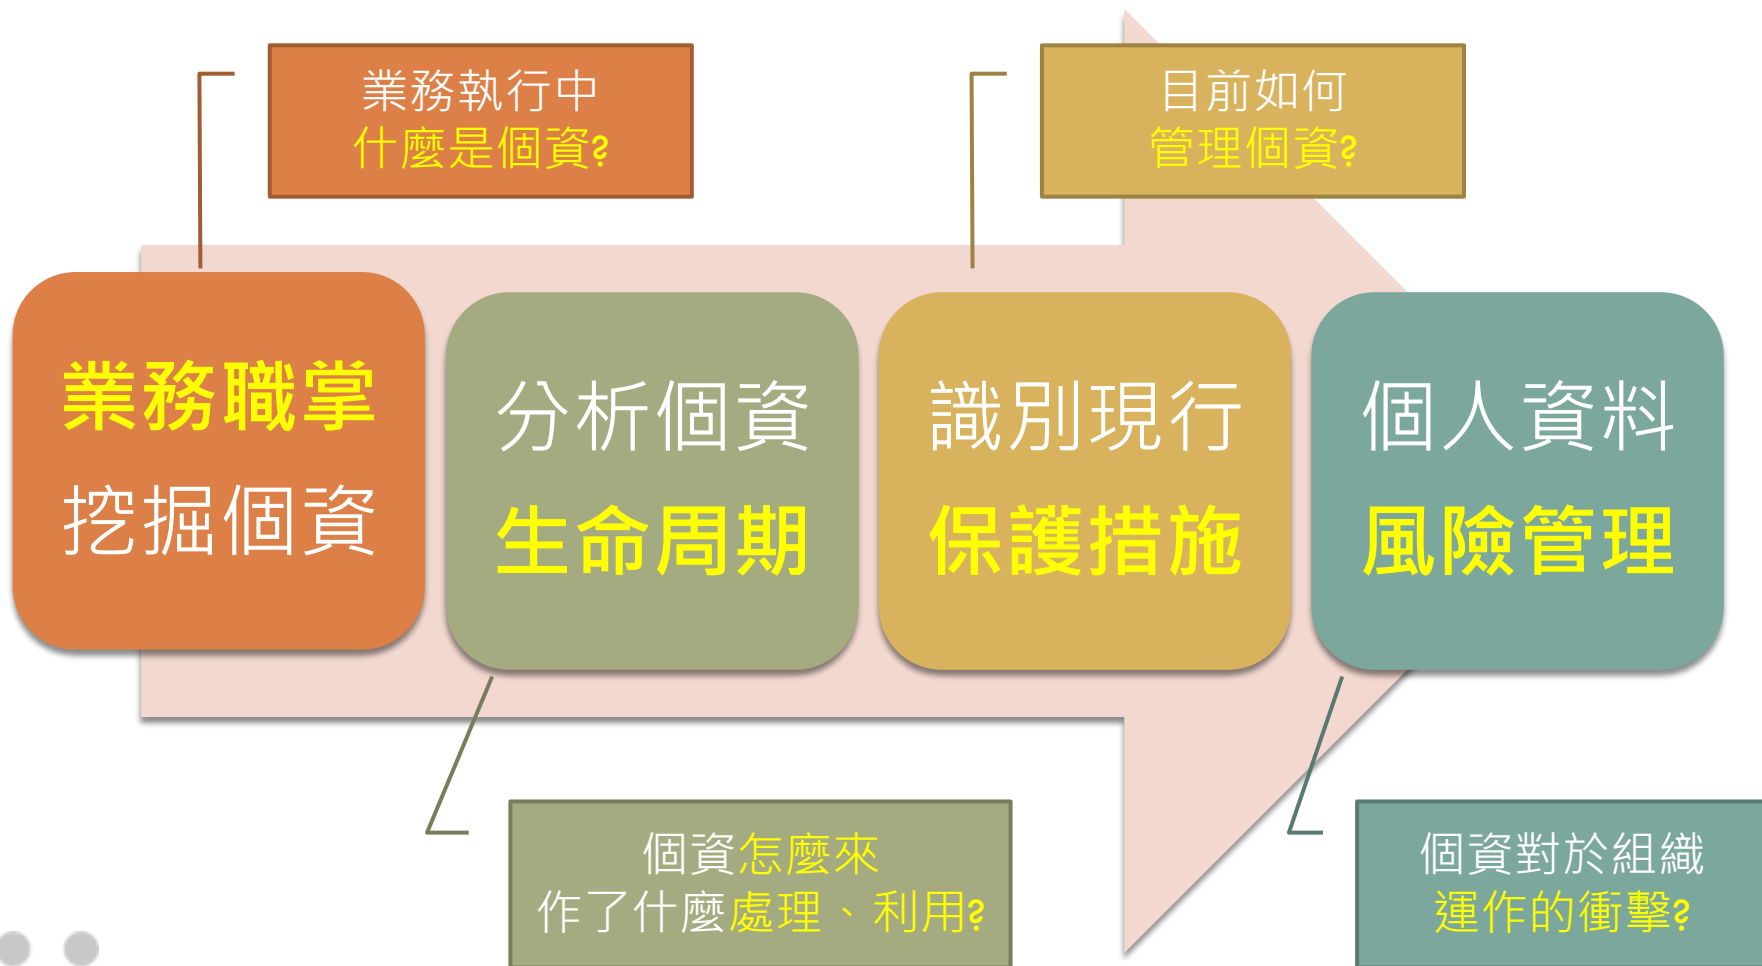 業務執行中
什麼是個資?
目前如何
管理個資?
業務職掌
挖掘個資
分析個資
生命周期
識別現行
保護措施
個人資料
風險管理
個資怎麼來
作了什麼處理、利用?
個資對於組織
運作的衝擊?